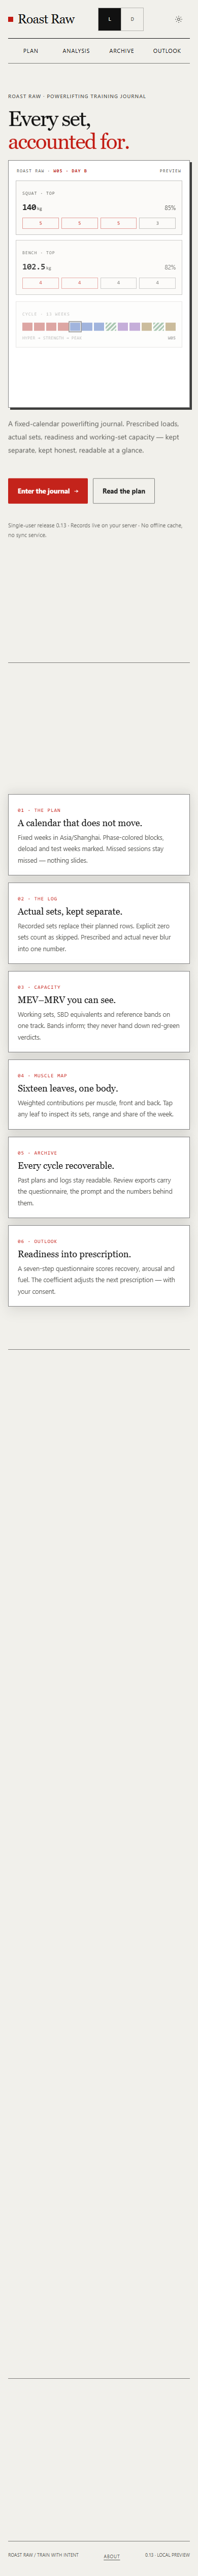 Roast Raw
L
D
PLAN
ANALYSIS
ARCHIVE
OUTLOOK
ROAST RAW · POWERLIFTING TRAINING JOURNAL
Every set,
accounted for.
ROAST RAW · W05 · DAY B
PREVIEW
SQUAT · TOP
140kg
85%
5
5
5
3
BENCH · TOP
102.5kg
82%
4
4
4
4
CYCLE
WEEKS
W05
A fixed-calendar powerlifting journal. Prescribed loads,
actual sets, readiness and working-set capacity — kept
separate, kept honest, readable at a glance.
Enter the journal →
Read the plan
Single-user release 0.13 · Records live on your server · No offline cache,
no sync service.
01 · THE PLAN
A calendar that does not move.
Fixed weeks in Asia/Shanghai. Phase-colored blocks,
deload and test weeks marked. Missed sessions stay
missed — nothing slides.
02 · THE LOG
Actual sets, kept separate.
Recorded sets replace their planned rows. Explicit zero
sets count as skipped. Prescribed and actual never blur
into one number.
03 · CAPACITY
MEV–MRV you can see.
Working sets, SBD equivalents and reference bands on
one track. Bands inform; they never hand down red-green
verdicts.
04 · MUSCLE MAP
Sixteen leaves, one body.
Weighted contributions per muscle, front and back. Tap
any leaf to inspect its sets, range and share of the week.
05 · ARCHIVE
Every cycle recoverable.
Past plans and logs stay readable. Review exports carry
the questionnaire, the prompt and the numbers behind
them.
06 · OUTLOOK
Readiness into prescription.
A seven-step questionnaire scores recovery, arousal and
fuel. The coefficient adjusts the next prescription — with
your consent.
ROAST RAW / TRAIN WITH INTENT
ABOUT
0.13 · LOCAL PREVIEW